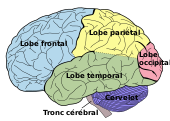 Lobe pariétal
Lobe frontal
Lobe
occipital
Lobe temporal
Cervelet
Tronc cérébral